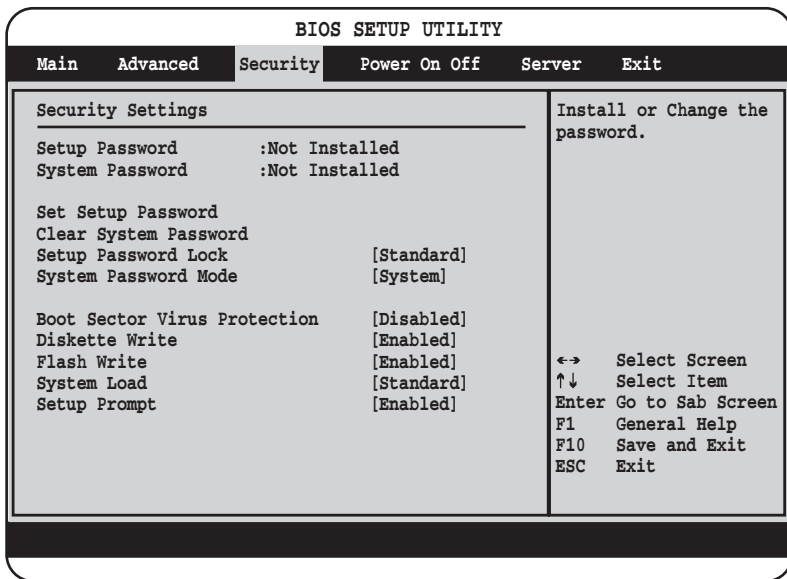 BIOS SETUP UTILITY
Main Advanced Security Power On Off Server Exit
Security Settings
Setup Password :Not Installed
System Password :Not Installed
Set Setup Password
Clear System Password
Setup Password Lock [Standard]
System Password Mode [System]
Boot Sector Virus Protection [Disabled]
Diskette Write [Enabled]
Flash Write [Enabled]
System Load [Standard]
Setup Prompt [Enabled]
Install or Change the
password.
←→ Select Screen
↑↓ Select Item
Enter Go to Sab Screen
F1 General Help
F10 Save and Exit
ESC Exit